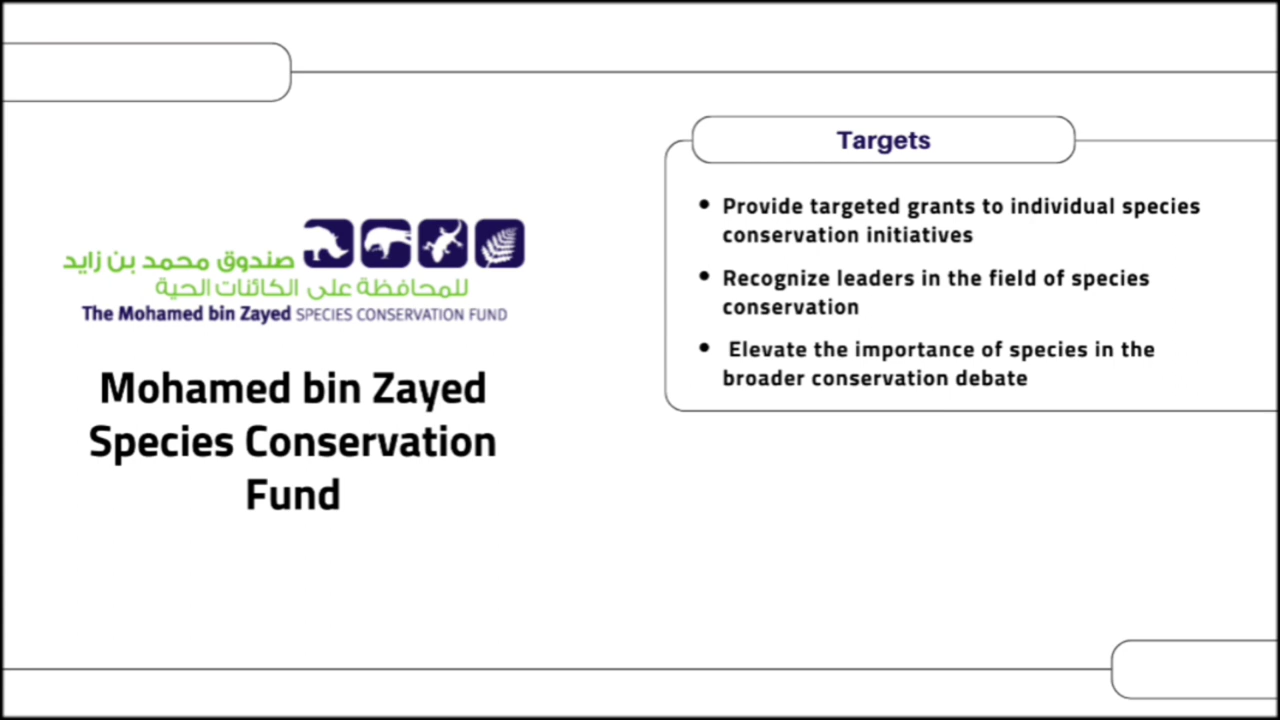 صندوق محمد بن زايد
للمحافظة على الكائنات الحية
The Mohamed bin Zayed SPECIES CONSERVATION FUND
Mohamed bin Zayed
Species Conservation
Fund
Targets
• Provide targeted grants to individual species
conservation initiatives
• Recognize leaders in the field of species
conservation
• Elevate the importance of species in the
broader conservation debate